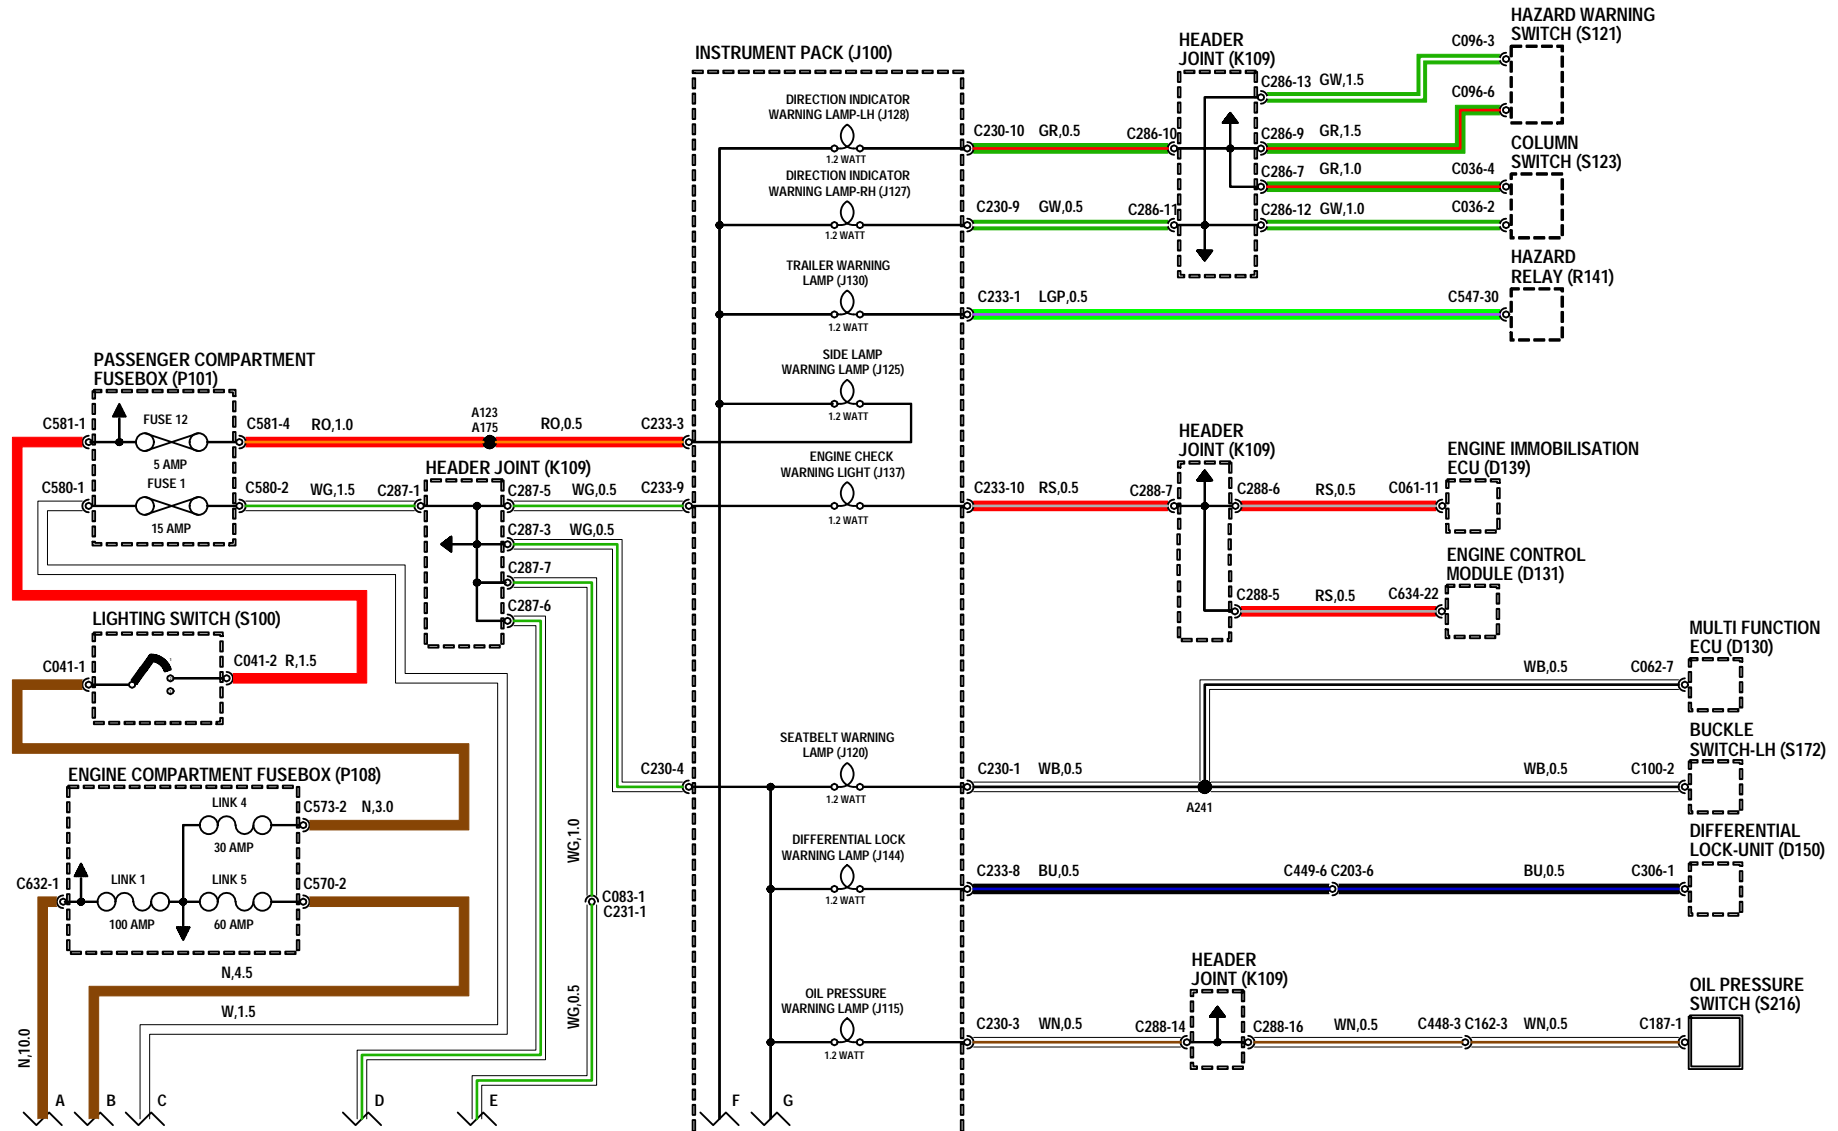 INSTRUMENT PACK (J100)
DIRECTION INDICATOR
WARNING LAMP-LH (J128)
1.2 WATT
DIRECTION INDICATOR
WARNING LAMP-RH (J127)
1.2 WATT
TRAILER WARNING
LAMP (J130)
1.2 WATT
SIDE LAMP
WARNING LAMP (J125)
1.2 WATT
ENGINE CHECK
WARNING LIGHT (J137)
1.2 WATT
SEATBELT WARNING
LAMP (J120)
1.2 WATT
DIFFERENTIAL LOCK
WARNING LAMP (J144)
1.2 WATT
OIL PRESSURE
WARNING LAMP (J115)
1.2 WATT
F
G
HEADER
JOINT (K109)
C230-10 GR,0.5 C286-10
C230-9 GW,0.5 C286-11
C286-13 GW,1.5
C286-9 GR,1.5
C286-7 GR,1.0 C036-4
C286-12 GW,1.0 C036-2
C096-3
C096-6
HAZARD WARNING
SWITCH (S121)
COLUMN
SWITCH (S123)
HAZARD
RELAY (R141)
C233-1 LGP,0.5 C547-30
PASSENGER COMPARTMENT
FUSEBOX (P101)
C581-1
FUSE 12
5 AMP
C581-4 RO,1.0
A123
A175
RO,0.5 C233-3
C580-1
FUSE 1
15 AMP
C580-2 WG,1.5 C287-1
HEADER JOINT (K109)
C287-5 WG,0.5 C233-9
C287-3 WG,0.5
C287-7
C287-6
C230-4
WG,1.0
C083-1
C231-1
WG,0.5
HEADER
JOINT (K109)
C233-10 RS,0.5 C288-7
C288-6 RS,0.5 C061-11
C288-5 RS,0.5 C634-22
ENGINE IMMOBILISATION
ECU (D139)
ENGINE CONTROL
MODULE (D131)
LIGHTING SWITCH (S100)
C041-1
C041-2 R,1.5
MULTI FUNCTION
ECU (D130)
WB,0.5 C062-7
BUCKLE
SWITCH-LH (S172)
C230-1 WB,0.5
A241
WB,0.5 C100-2
ENGINE COMPARTMENT FUSEBOX (P108)
LINK 4
30 AMP
C573-2 N,3.0
C632-1
LINK 1
100 AMP
LINK 5
60 AMP
C570-2
N,4.5
W,1.5
N,10.0
A
B
C
D
E
DIFFERENTIAL
LOCK-UNIT (D150)
C233-8 BU,0.5 C449-6 C203-6 BU,0.5 C306-1
HEADER
JOINT (K109)
C230-3 WN,0.5 C288-14
C288-16 WN,0.5 C448-3 C162-3 WN,0.5 C187-1
OIL PRESSURE
SWITCH (S216)